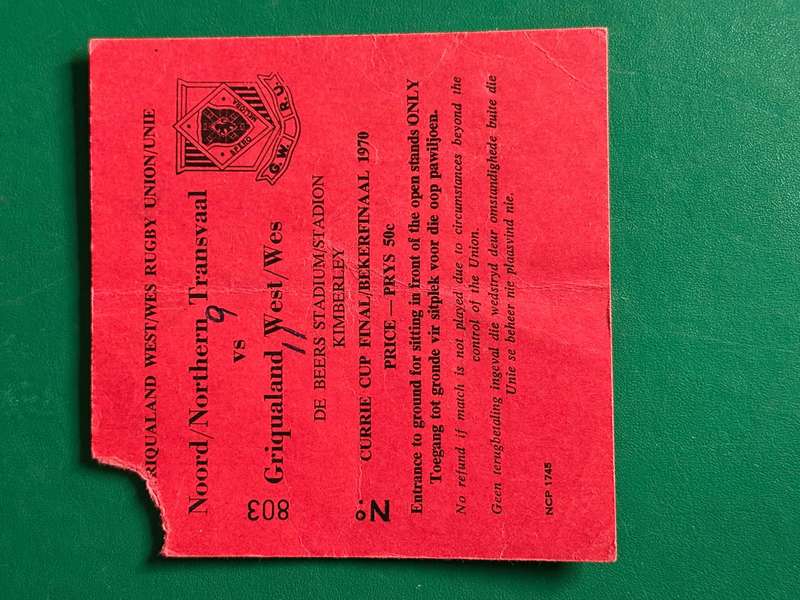 RIQUALAND WEST/WES RUGBY UNION/UNIE
G.W. R.U.
SPERO MELIORA
Noord/Northern Transvaal
9
vs
Griqualand West/Wes
11
DE BEERS STADIUM/STADION
KIMBERLEY
No. 803
CURRIE CUP FINAL/BEKERFINAAL 1970
PRICE — PRYS 50c
Entrance to ground for sitting in front of the open stands ONLY
Toegang tot gronde vir sitplek voor die oop pawiljoen.
No refund if match is not played due to circumstances beyond the
control of the Union.
Geen terugbetaling ingeval die wedstryd deur omstandighede buite die
Unie se beheer nie plaasvind nie.
NCP 1745